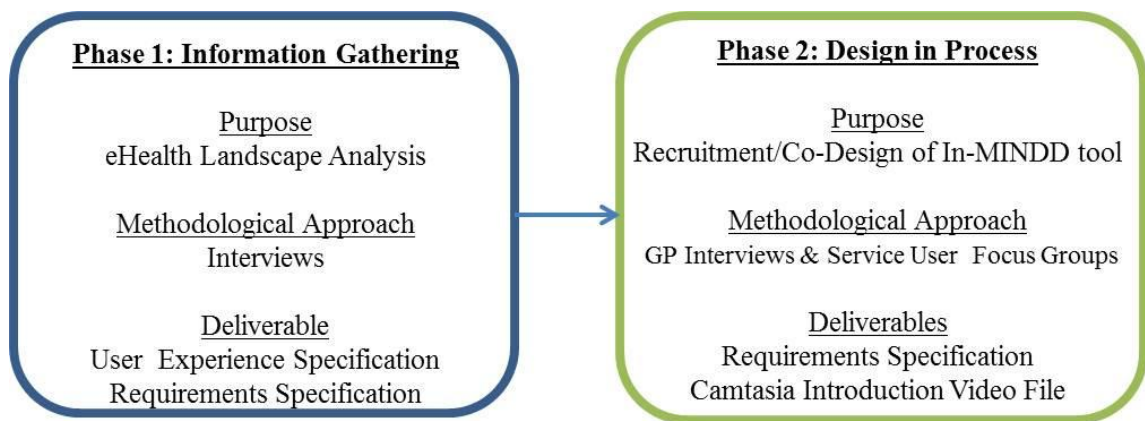 Phase 1: Information Gathering
Purpose
eHealth Landscape Analysis
Methodological Approach
Interviews
Deliverable
User Experience Specification
Requirements Specification
Phase 2: Design in Process
Purpose
Recruitment/Co-Design of In-MINDD tool
Methodological Approach
GP Interviews & Service User Focus Groups
Deliverables
Requirements Specification
Camtasia Introduction Video File